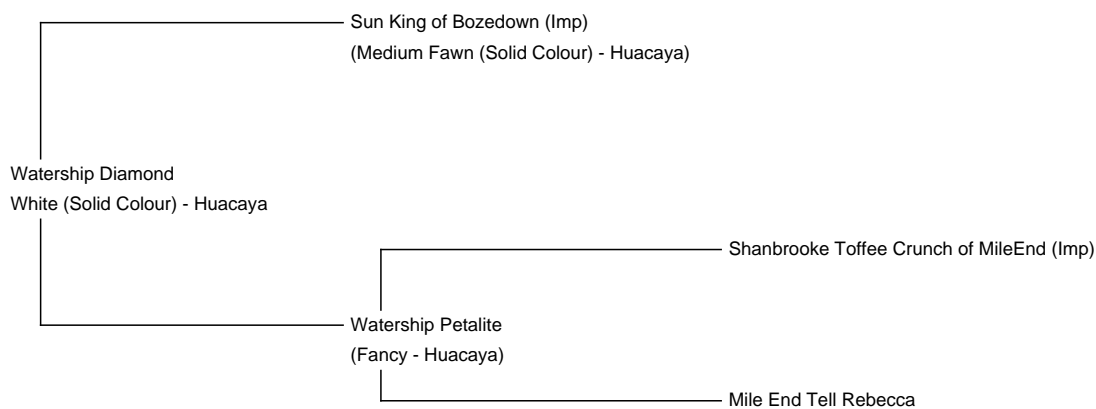 Sun King of Bozedown (Imp)
(Medium Fawn (Solid Colour) - Huacaya)
Watership Diamond
White (Solid Colour) - Huacaya
Shanbrooke Toffee Crunch of MileEnd (Imp)
Watership Petalite
(Fancy - Huacaya)
Mile End Tell Rebecca